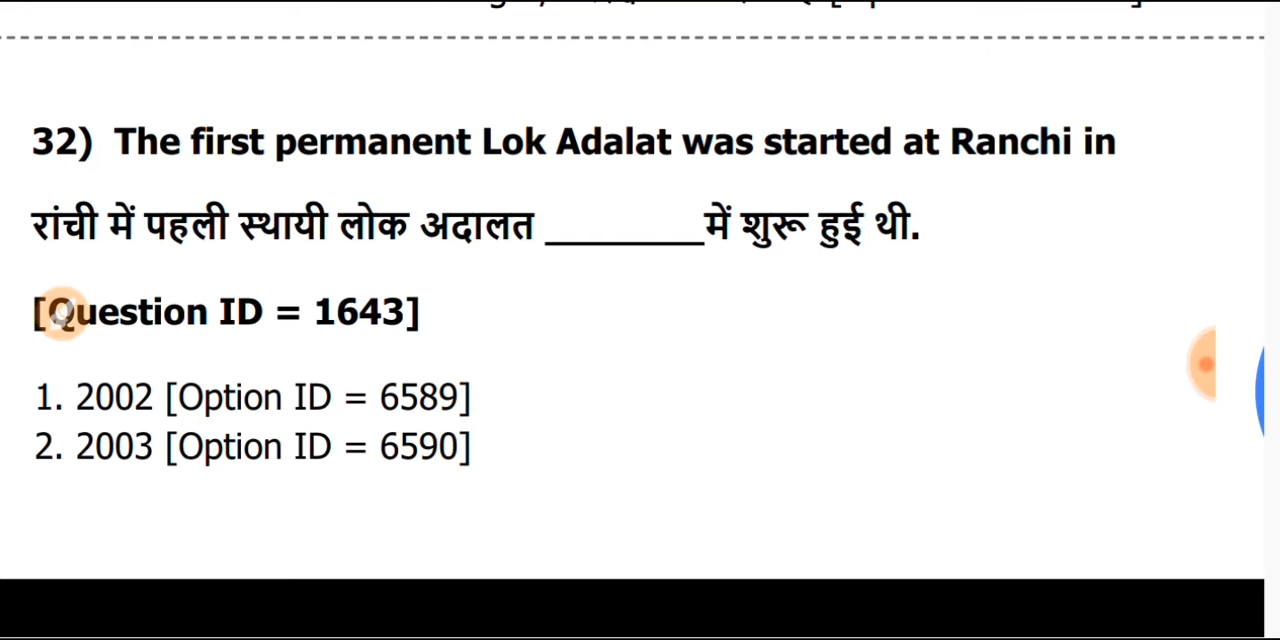 32) The first permanent Lok Adalat was started at Ranchi in
रांची में पहली स्थायी लोक अदालत ________में शुरू हुई थी.
[Question ID = 1643]
1. 2002 [Option ID = 6589]
2. 2003 [Option ID = 6590]